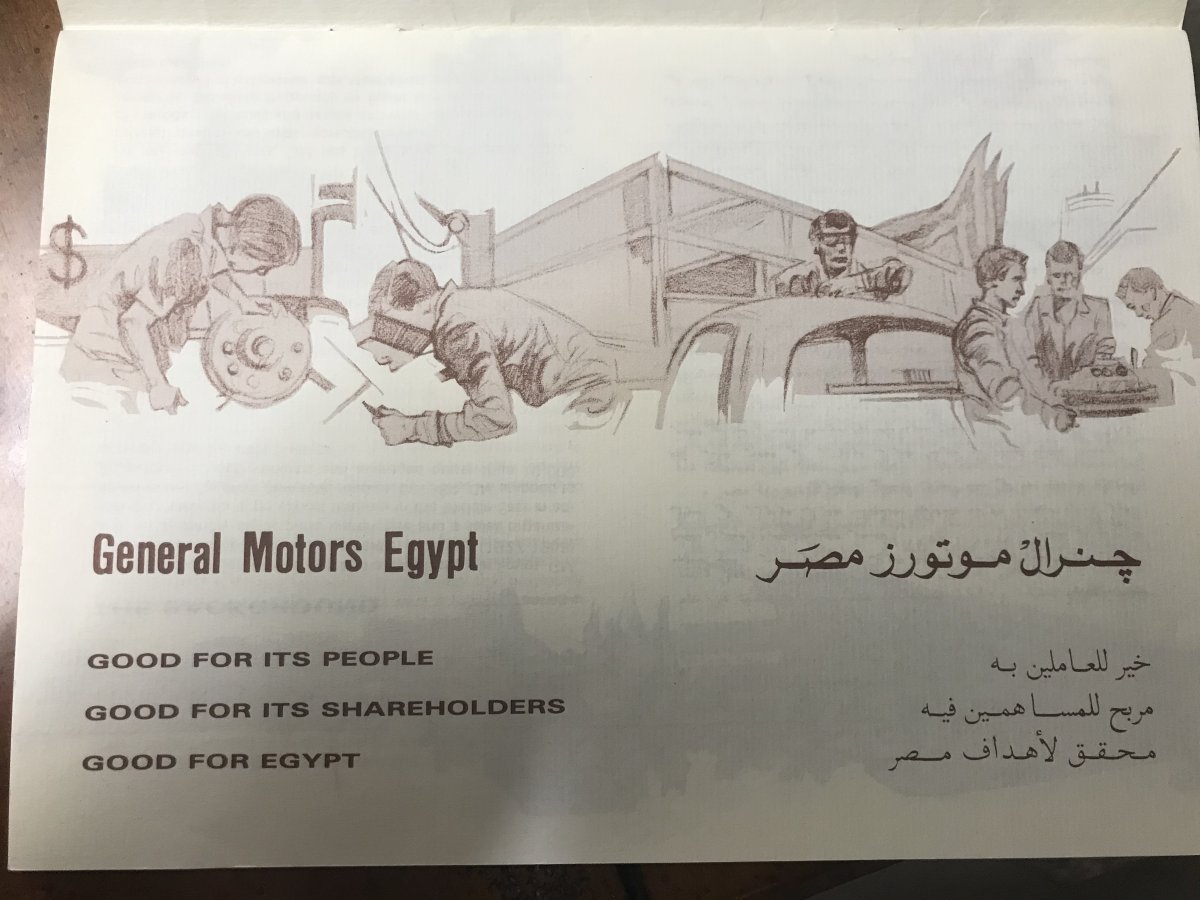 $
General Motors Egypt
GOOD FOR ITS PEOPLE
GOOD FOR ITS SHAREHOLDERS
GOOD FOR EGYPT
چنرالْ موتورز مصَر
خير للعاملين به
مربح للمساهمين فيه
محقق لأهداف مصر